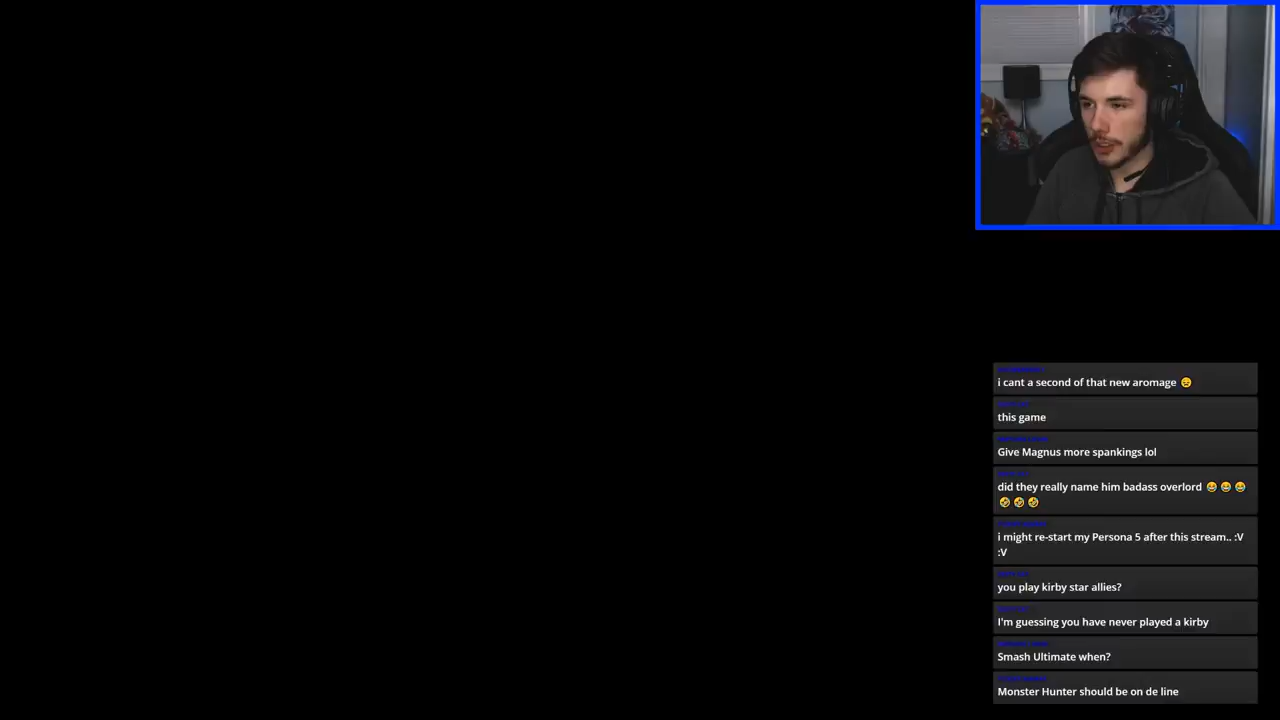 i cant a second of that new aromage 😑
this game
Give Magnus more spankings lol
did they really name him badass overlord 😂 😂 😂
🤣 🤣 🤣
i might re-start my Persona 5 after this stream.. :V
:V
you play kirby star allies?
I'm guessing you have never played a kirby
Smash Ultimate when?
Monster Hunter should be on de line